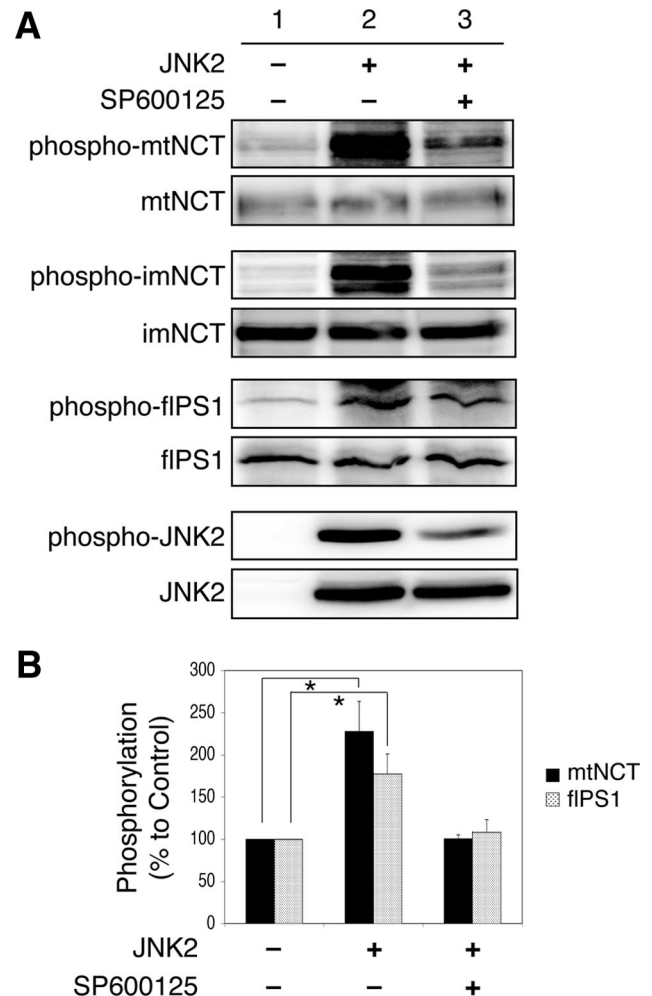 A
1 2 3
JNK2 – + +
SP600125 – – +
phospho-mtNCT
mtNCT
phospho-imNCT
imNCT
phospho-flPS1
flPS1
phospho-JNK2
JNK2
B
Phosphorylation
(% to Control)
300
250
200
150
100
50
0
*
*
mtNCT
flPS1
JNK2 – + +
SP600125 – – +